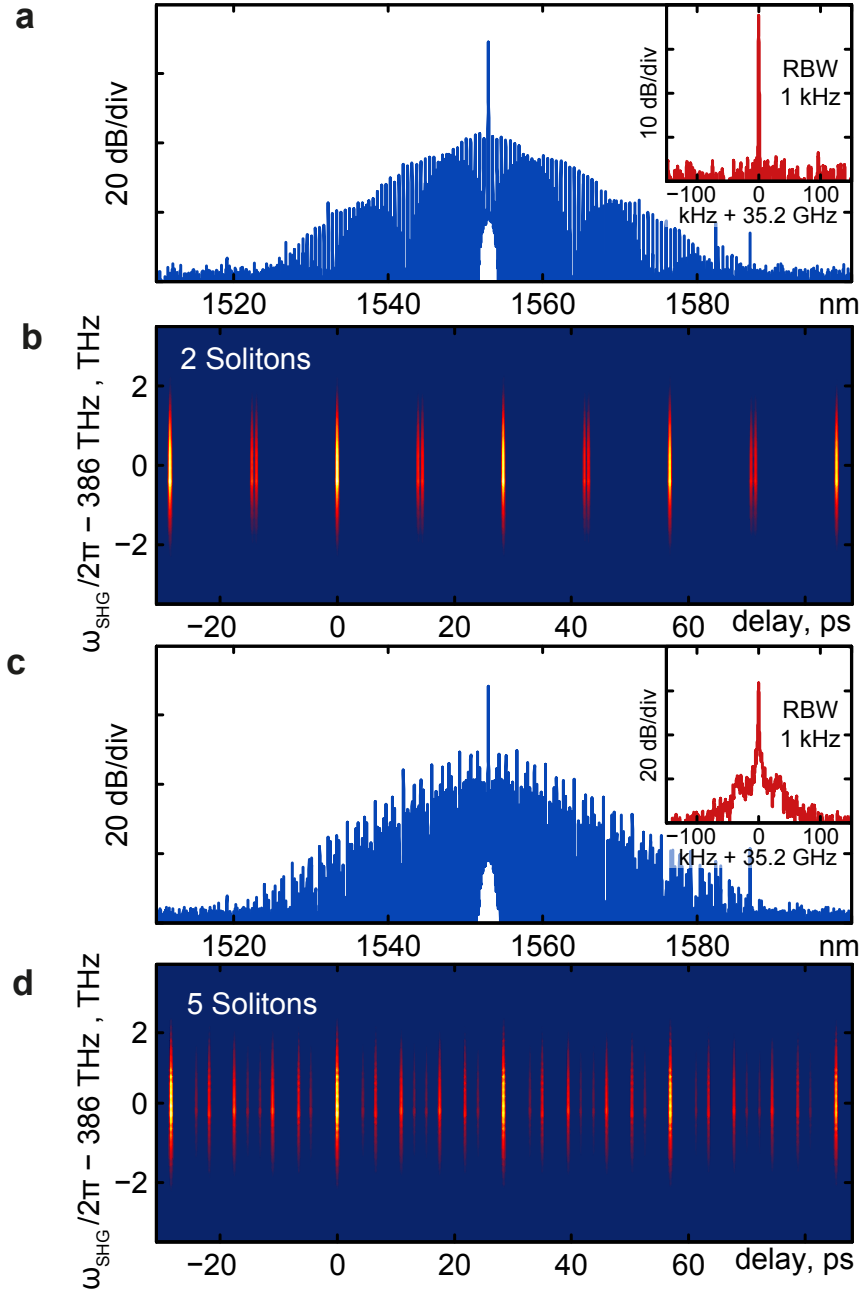 a
20 dB/div
10 dB/div
RBW
1 kHz
−100 0 100
kHz + 35.2 GHz
1520 1540 1560 1580 nm
b
2 Solitons
ω_SHG/2π − 386 THz , THz
2
0
−2
−20 0 20 40 60 delay, ps
c
20 dB/div
20 dB/div
RBW
1 kHz
−100 0 100
kHz + 35.2 GHz
1520 1540 1560 1580 nm
d
5 Solitons
ω_SHG/2π − 386 THz , THz
2
0
−2
−20 0 20 40 60 delay, ps